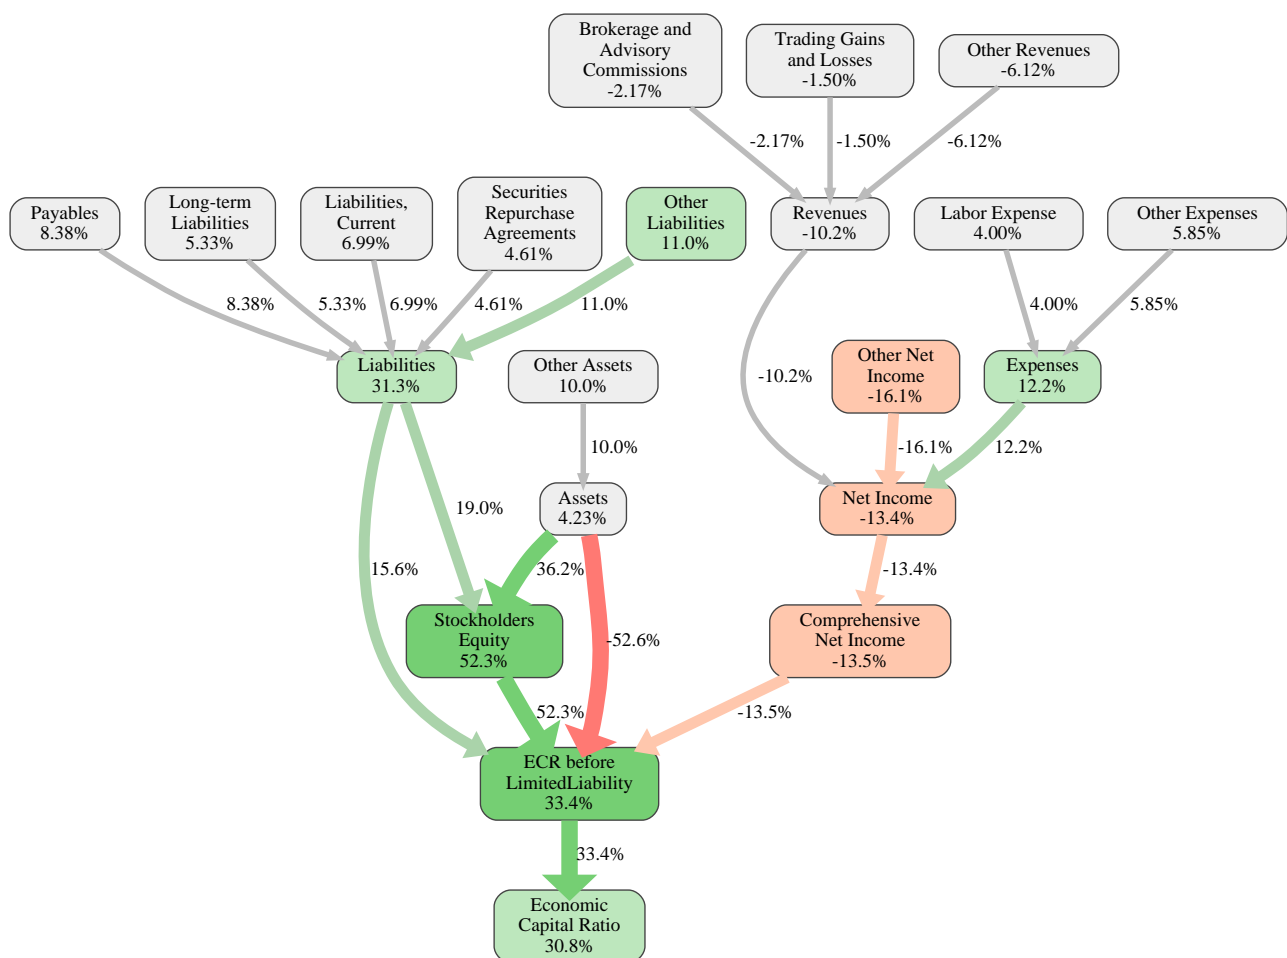 Brokerage and
Advisory
Commissions
-2.17%
Trading Gains
and Losses
-1.50%
Other Revenues
-6.12%
-2.17%
-1.50%
-6.12%
Payables
8.38%
Long-term
Liabilities
5.33%
Liabilities,
Current
6.99%
Securities
Repurchase
Agreements
4.61%
Other
Liabilities
11.0%
Revenues
-10.2%
Labor Expense
4.00%
Other Expenses
5.85%
8.38%
5.33%
6.99%
4.61%
11.0%
4.00%
5.85%
Liabilities
31.3%
Other Assets
10.0%
-10.2%
Other Net
Income
-16.1%
Expenses
12.2%
10.0%
-16.1%
12.2%
19.0%
Assets
4.23%
Net Income
-13.4%
15.6%
36.2%
-13.4%
Stockholders
Equity
52.3%
-52.6%
Comprehensive
Net Income
-13.5%
52.3%
-13.5%
ECR before
LimitedLiability
33.4%
33.4%
Economic
Capital Ratio
30.8%